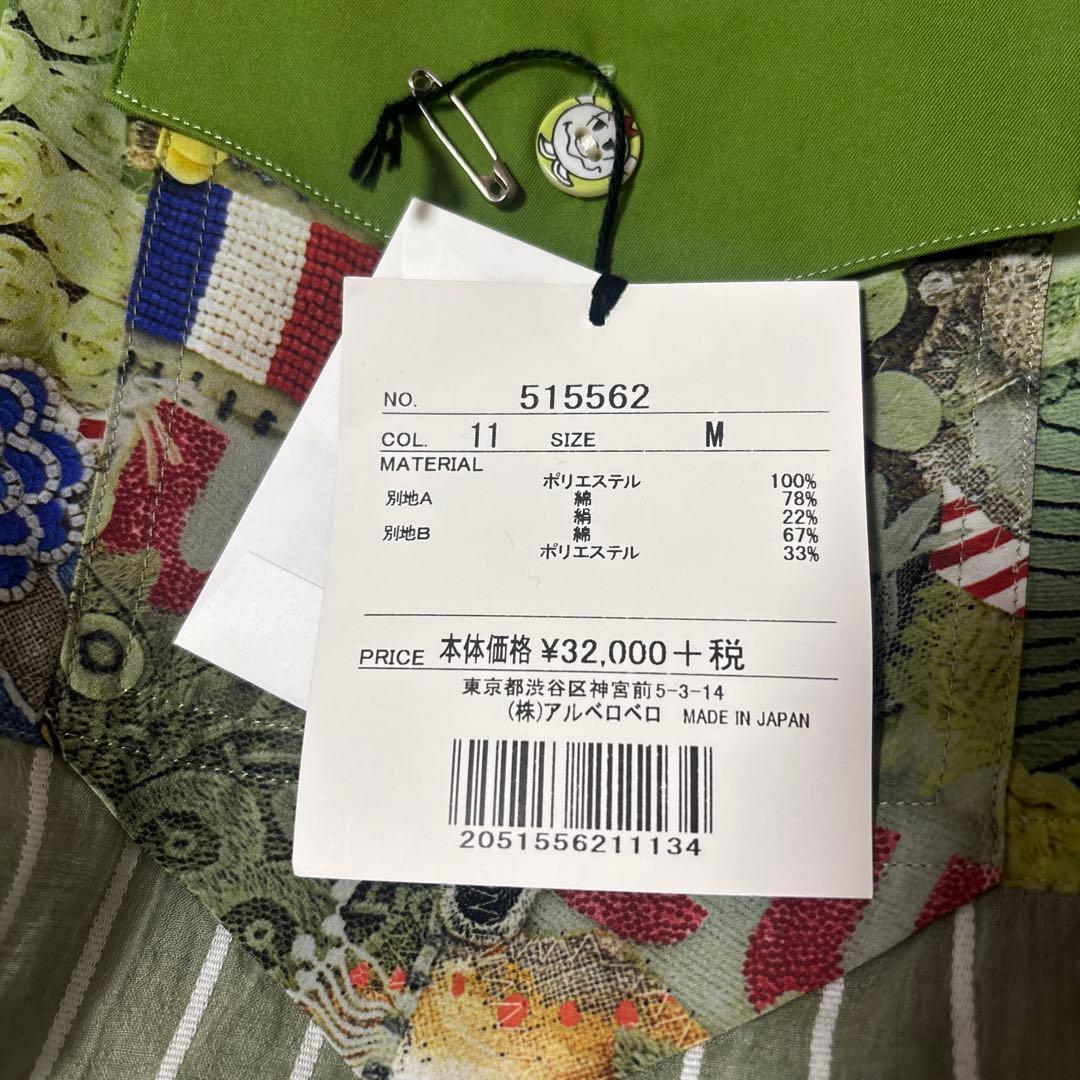 NO. 515562
COL. 11 SIZE M
MATERIAL
ポリエステル 100%
別地A 綿 78%
絹 22%
別地B 綿 67%
ポリエステル 33%
PRICE 本体価格 ¥32,000+税
東京都渋谷区神宮前5-3-14
(株)アルベロベロ MADE IN JAPAN
2051556211134